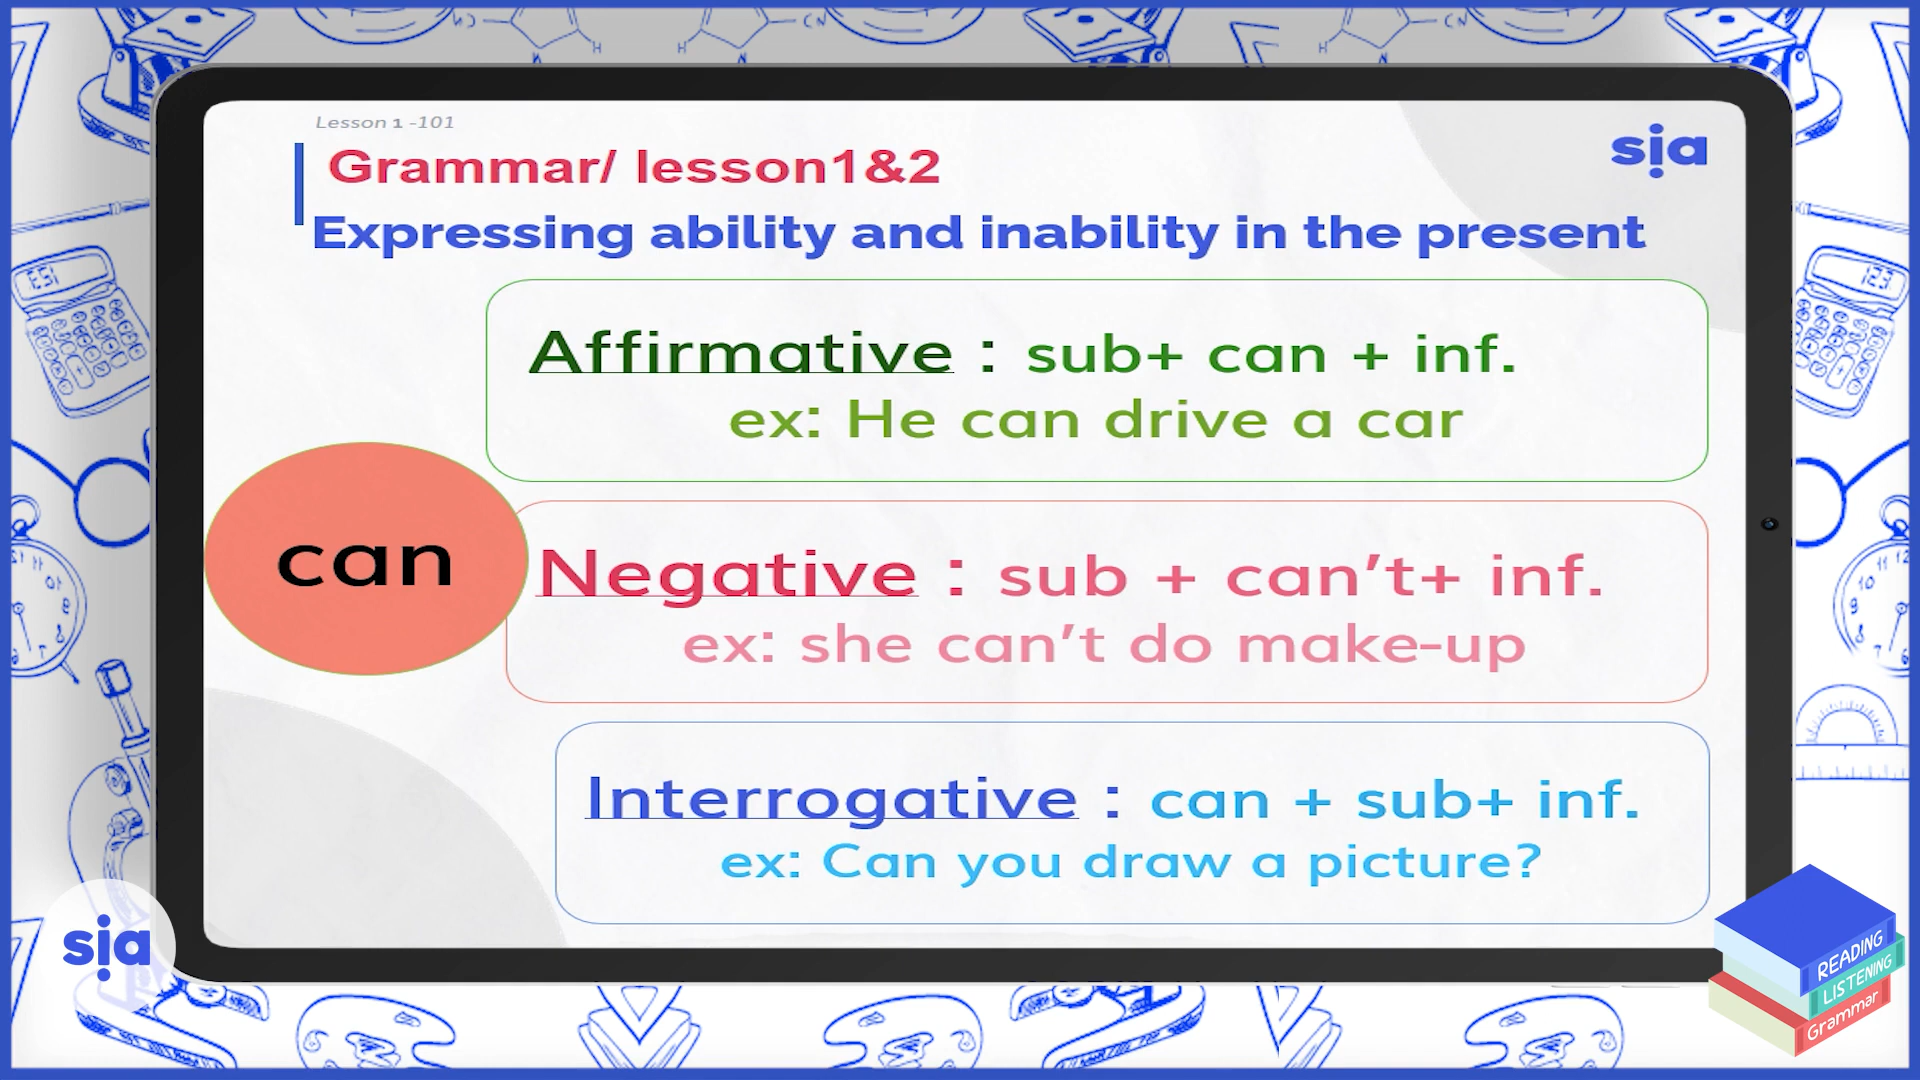 Lesson 1 -101
Grammar/ lesson1&2
sia
Expressing ability and inability in the present
Affirmative : sub+ can + inf.
ex: He can drive a car
can
Negative : sub + can’t+ inf.
ex: she can’t do make-up
Interrogative : can + sub+ inf.
ex: Can you draw a picture?
sia
READING
LISTENING
Grammar